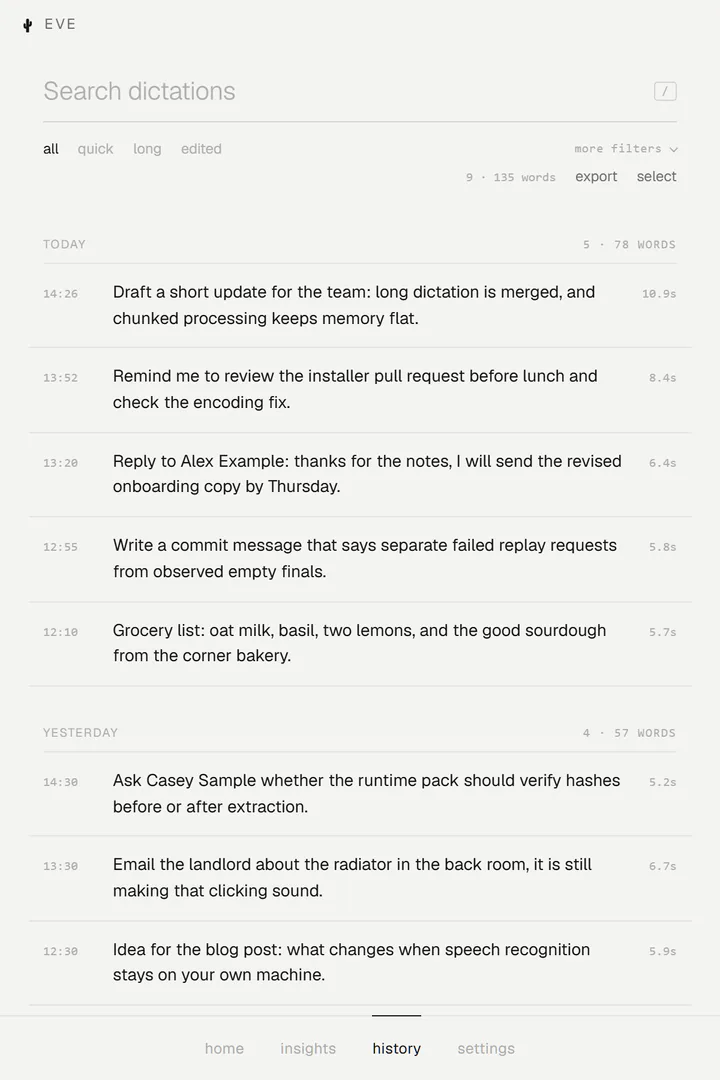 EVE
Search dictations /
all quick long edited more filters
9 · 135 words export select
TODAY 5 · 78 WORDS
14:26 Draft a short update for the team: long dictation is merged, and 10.9s
chunked processing keeps memory flat.
13:52 Remind me to review the installer pull request before lunch and 8.4s
check the encoding fix.
13:20 Reply to Alex Example: thanks for the notes, I will send the revised 6.4s
onboarding copy by Thursday.
12:55 Write a commit message that says separate failed replay requests 5.8s
from observed empty finals.
12:10 Grocery list: oat milk, basil, two lemons, and the good sourdough 5.7s
from the corner bakery.
YESTERDAY 4 · 57 WORDS
14:30 Ask Casey Sample whether the runtime pack should verify hashes 5.2s
before or after extraction.
13:30 Email the landlord about the radiator in the back room, it is still 6.7s
making that clicking sound.
12:30 Idea for the blog post: what changes when speech recognition 5.9s
stays on your own machine.
home insights history settings